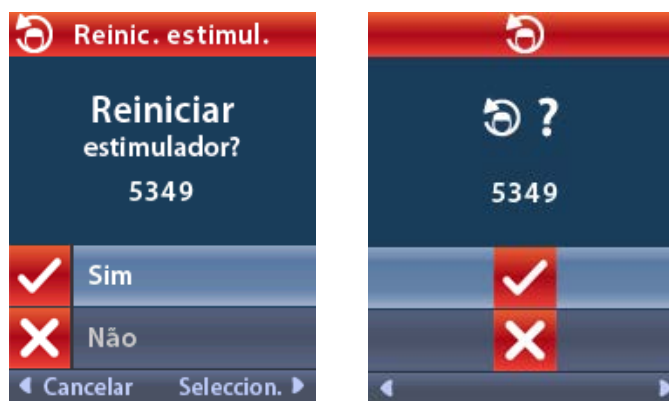 Reinic. estimul.
Reiniciar
estimulador?
5349
Sim
Não
Cancelar Seleccion.
?
5349